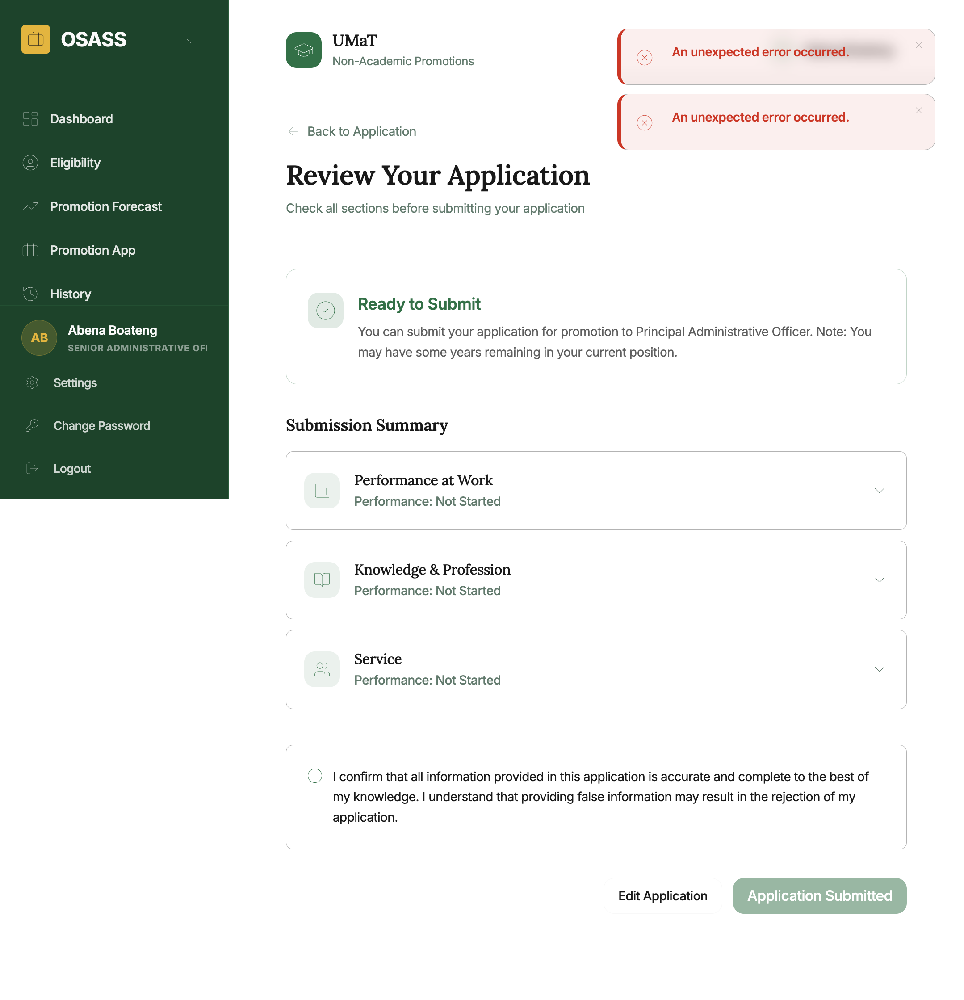 OSASS
Dashboard
Eligibility
Promotion Forecast
Promotion App
History
AB
Abena Boateng
SENIOR ADMINISTRATIVE OF
Settings
Change Password
Logout
UMaT
Non-Academic Promotions
An unexpected error occurred.
An unexpected error occurred.
Back to Application
Review Your Application
Check all sections before submitting your application
Ready to Submit
You can submit your application for promotion to Principal Administrative Officer. Note: You
may have some years remaining in your current position.
Submission Summary
Performance at Work
Performance: Not Started
Knowledge & Profession
Performance: Not Started
Service
Performance: Not Started
I confirm that all information provided in this application is accurate and complete to the best of
my knowledge. I understand that providing false information may result in the rejection of my
application.
Edit Application
Application Submitted